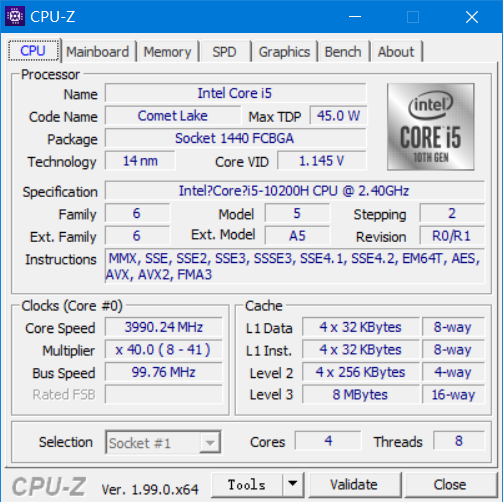 CPU-Z
CPU Mainboard Memory SPD Graphics Bench About
Processor
Name Intel Core i5
Code Name Comet Lake Max TDP 45.0 W
Package Socket 1440 FCBGA
Technology 14 nm Core VID 1.145 V
intel
CORE i5
10TH GEN
Specification Intel?Core?i5-10200H CPU @ 2.40GHz
Family 6 Model 5 Stepping 2
Ext. Family 6 Ext. Model A5 Revision R0/R1
Instructions MMX, SSE, SSE2, SSE3, SSSE3, SSE4.1, SSE4.2, EM64T, AES,
AVX, AVX2, FMA3
Clocks (Core #0)
Core Speed 3990.24 MHz
Multiplier x 40.0 ( 8 - 41 )
Bus Speed 99.76 MHz
Rated FSB
Cache
L1 Data 4 x 32 KBytes 8-way
L1 Inst. 4 x 32 KBytes 8-way
Level 2 4 x 256 KBytes 4-way
Level 3 8 MBytes 16-way
Selection Socket #1 Cores 4 Threads 8
CPU-Z Ver. 1.99.0.x64 Tools Validate Close